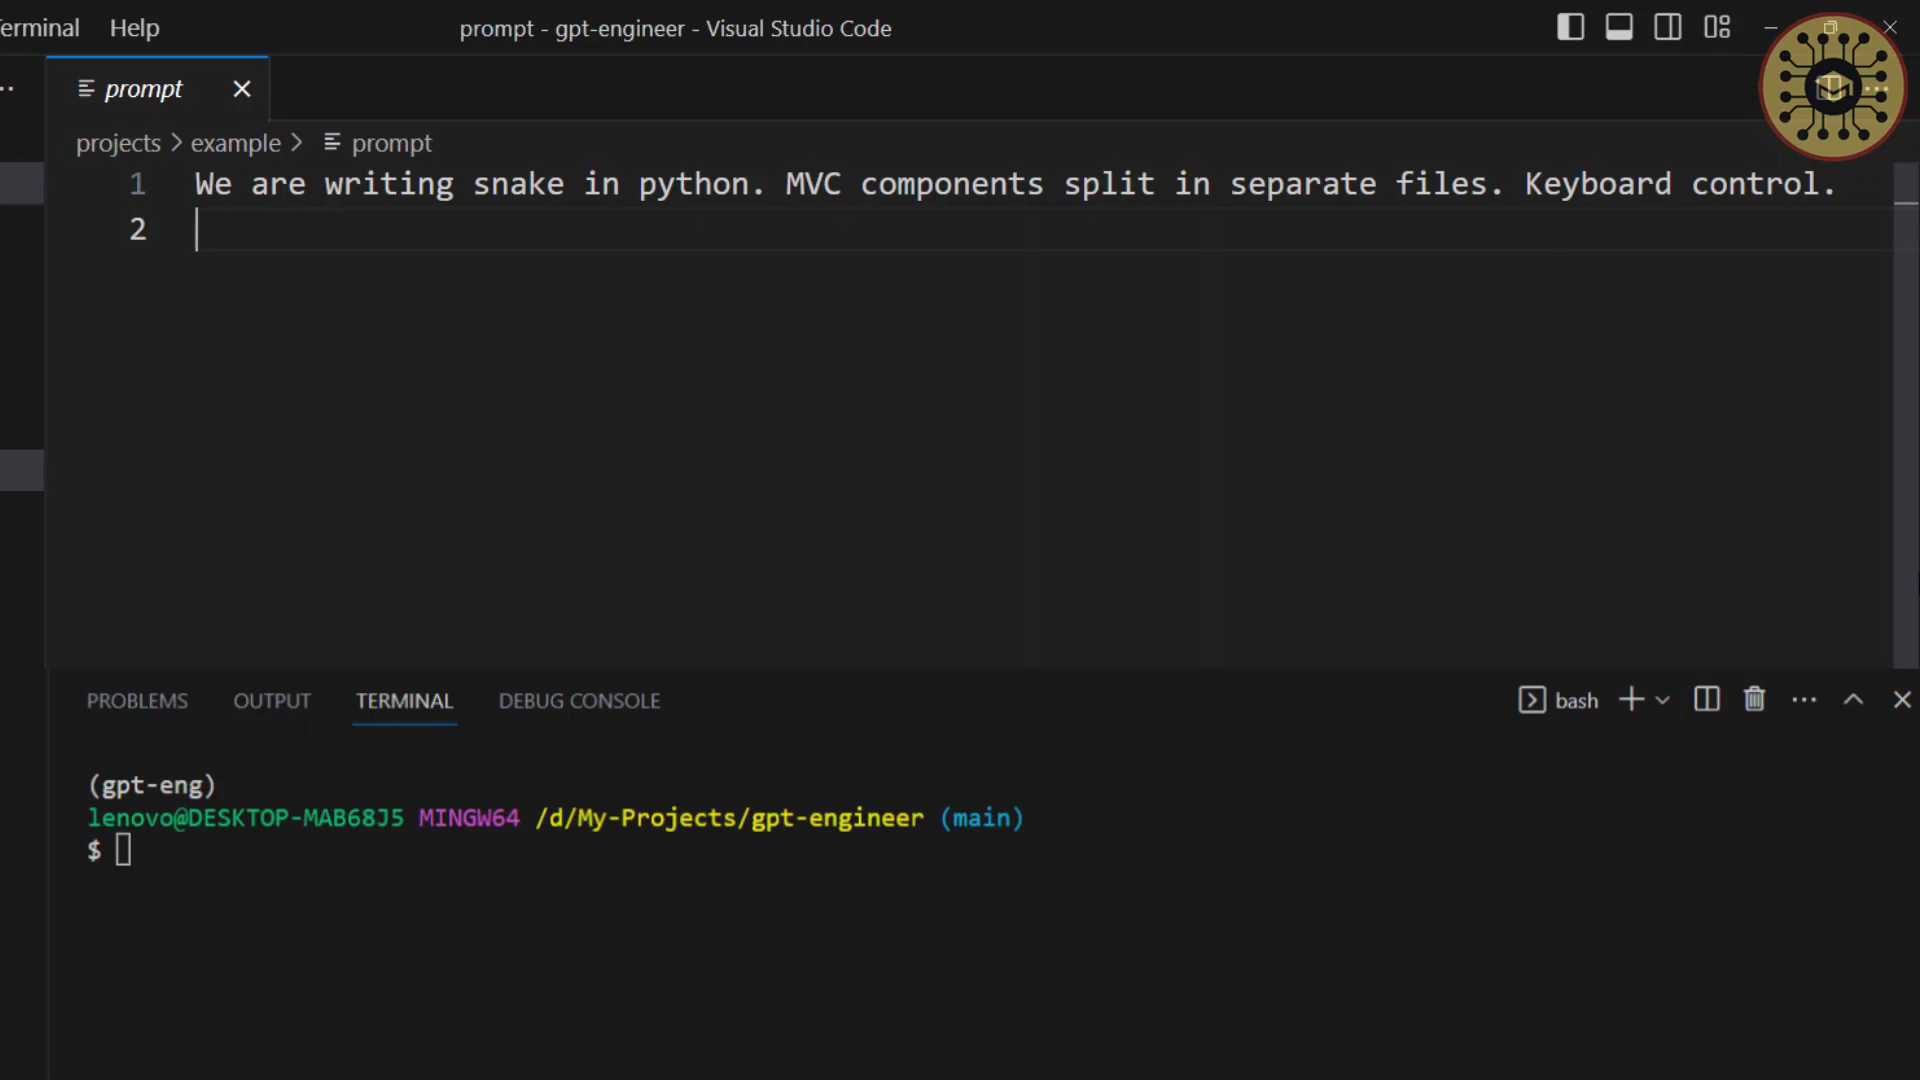 Terminal Help prompt - gpt-engineer - Visual Studio Code
prompt
projects > example > prompt
1 We are writing snake in python. MVC components split in separate files. Keyboard control.
2
PROBLEMS OUTPUT TERMINAL DEBUG CONSOLE bash
(gpt-eng)
lenovo@DESKTOP-MAB68J5 MINGW64 /d/My-Projects/gpt-engineer (main)
$